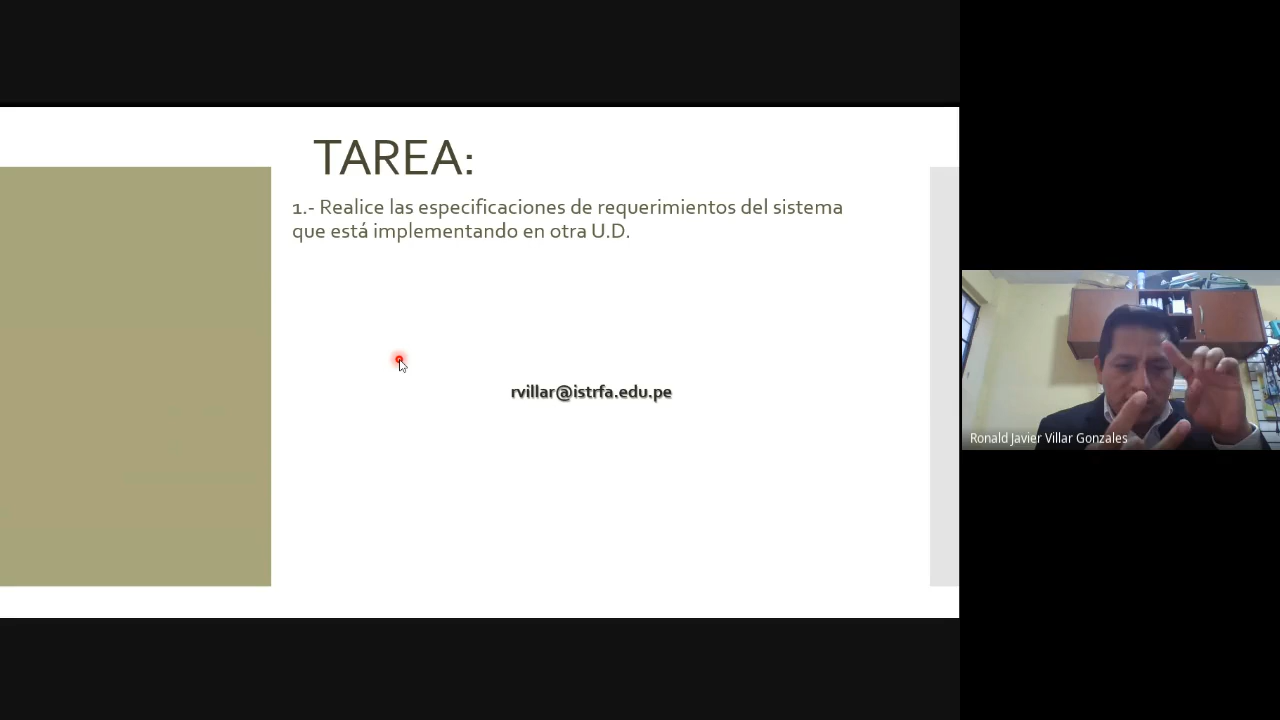 TAREA:
1.- Realice las especificaciones de requerimientos del sistema
que está implementando en otra U.D.
rvillar@istrfa.edu.pe
Ronald Javier Villar Gonzales